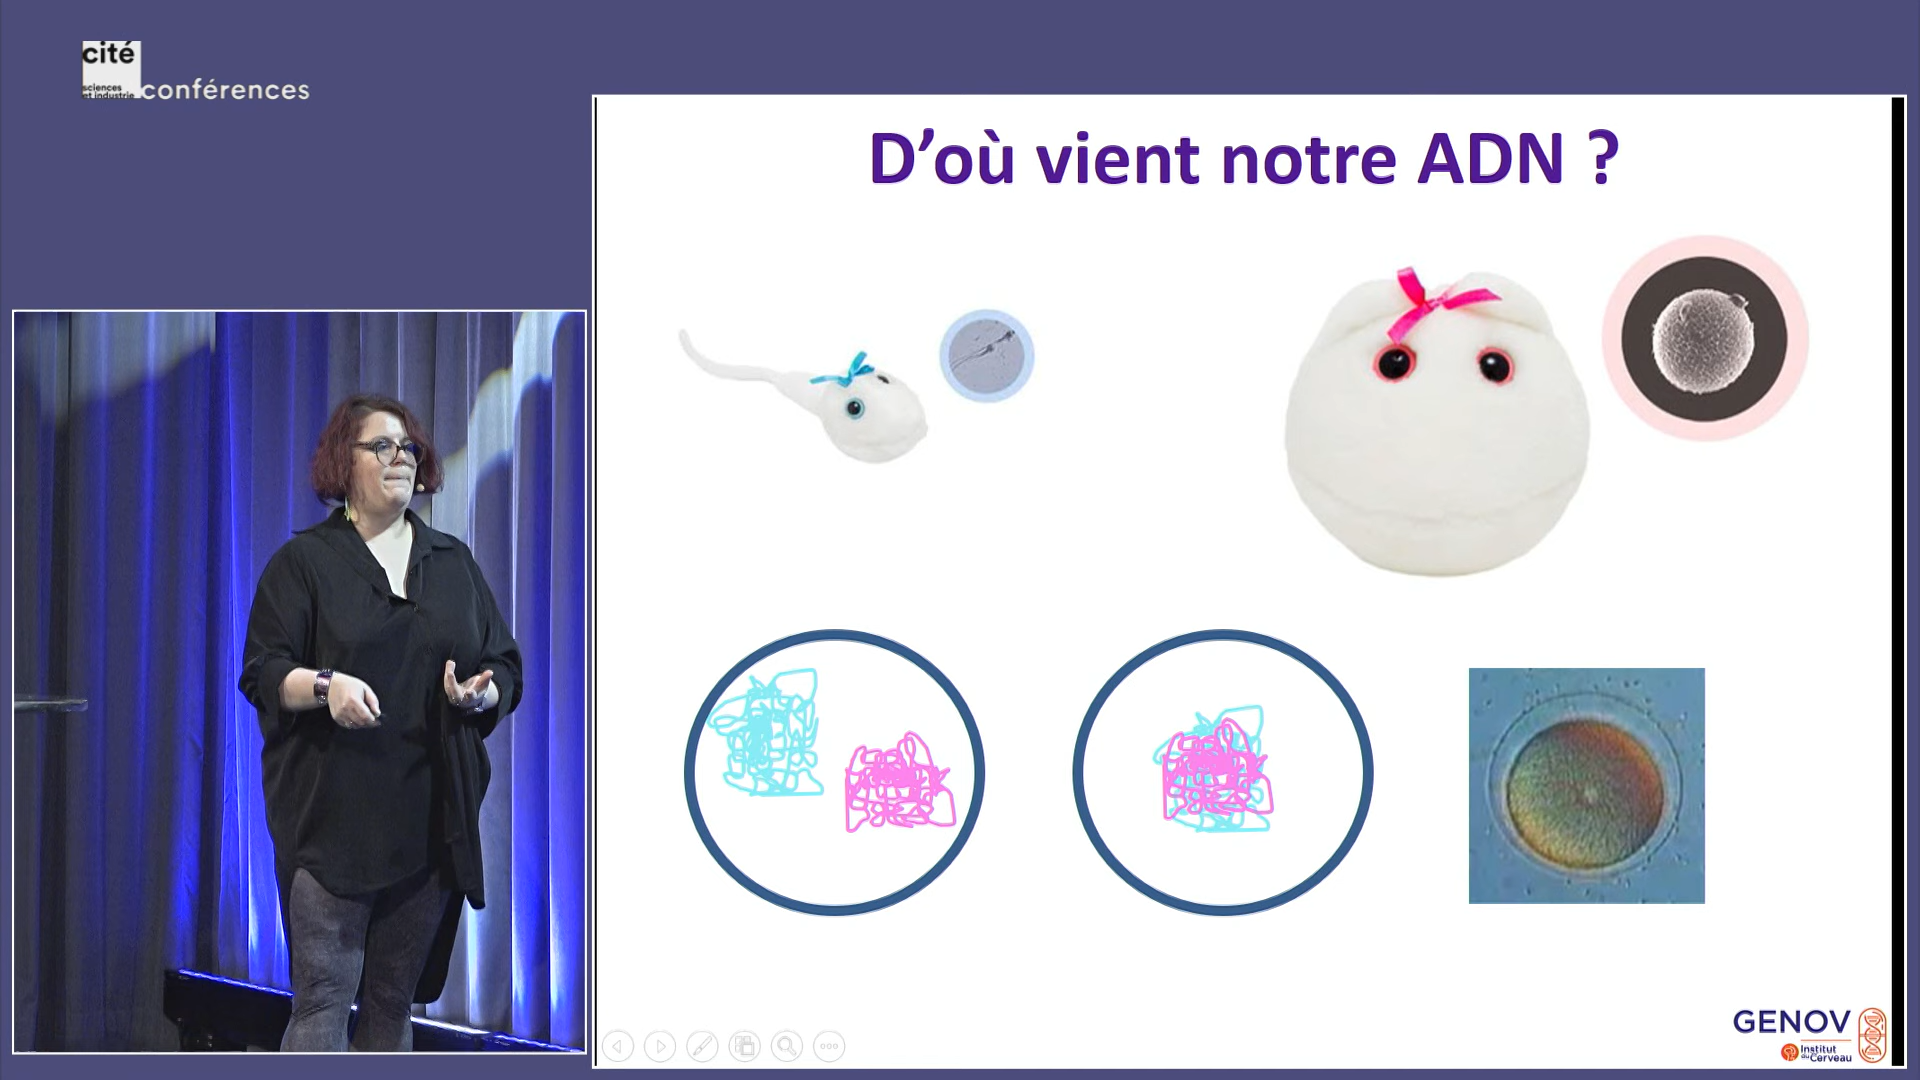 cité
sciences
et industrie
conférences
D'où vient notre ADN ?
GENOV
Institut
du Cerveau